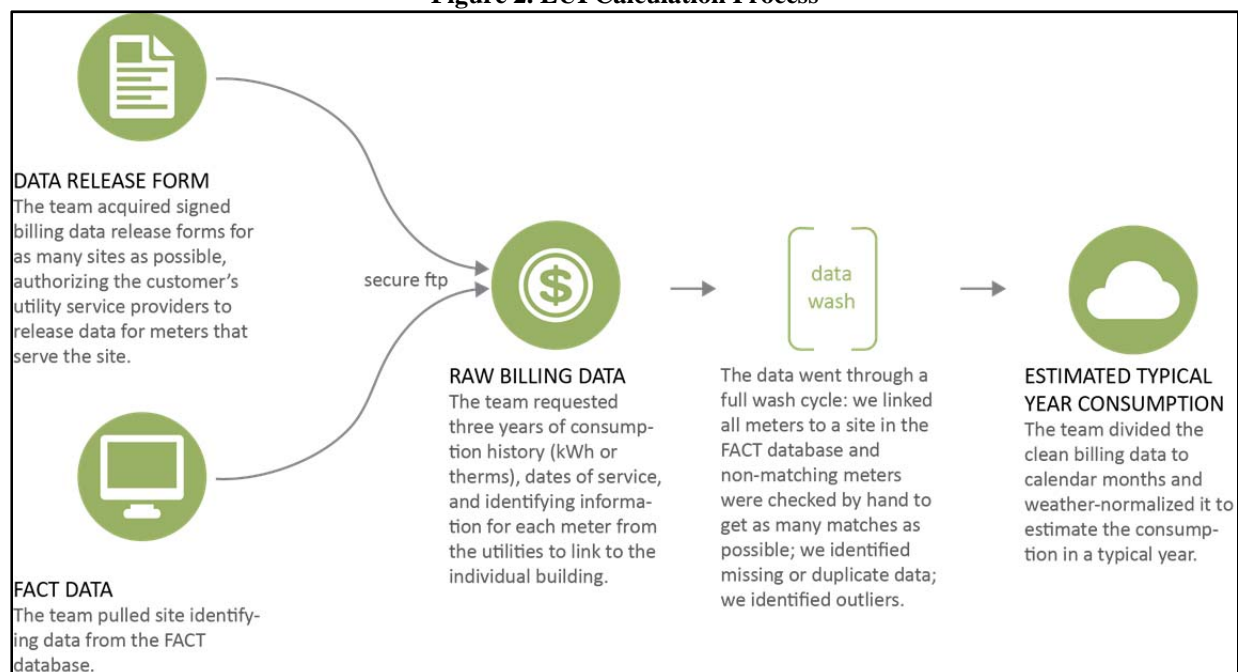 Figure 2. EUI Calculation Process
DATA RELEASE FORM
The team acquired signed
billing data release forms for
as many sites as possible,
authorizing the customer's
utility service providers to
release data for meters that
serve the site.
FACT DATA
The team pulled site identify-
ing data from the FACT
database.
secure ftp
$
RAW BILLING DATA
The team requested
three years of consump-
tion history (kWh or
therms), dates of service,
and identifying informa-
tion for each meter from
the utilities to link to the
individual building.
data
wash
The data went through a
full wash cycle: we linked
all meters to a site in the
FACT database and
non-matching meters
were checked by hand to
get as many matches as
possible; we identified
missing or duplicate data;
we identified outliers.
ESTIMATED TYPICAL
YEAR CONSUMPTION
The team divided the
clean billing data to
calendar months and
weather-normalized it to
estimate the consump-
tion in a typical year.